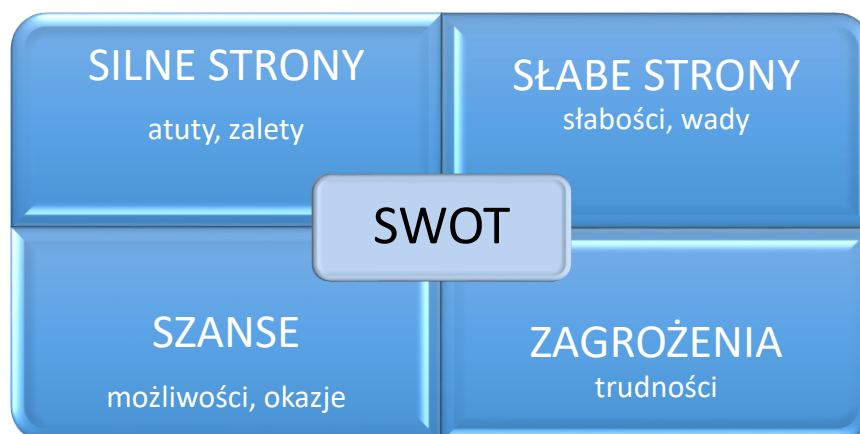 SILNE STRONY
atuty, zalety
SŁABE STRONY
słabości, wady
SWOT
SZANSE
możliwości, okazje
ZAGROŻENIA
trudności